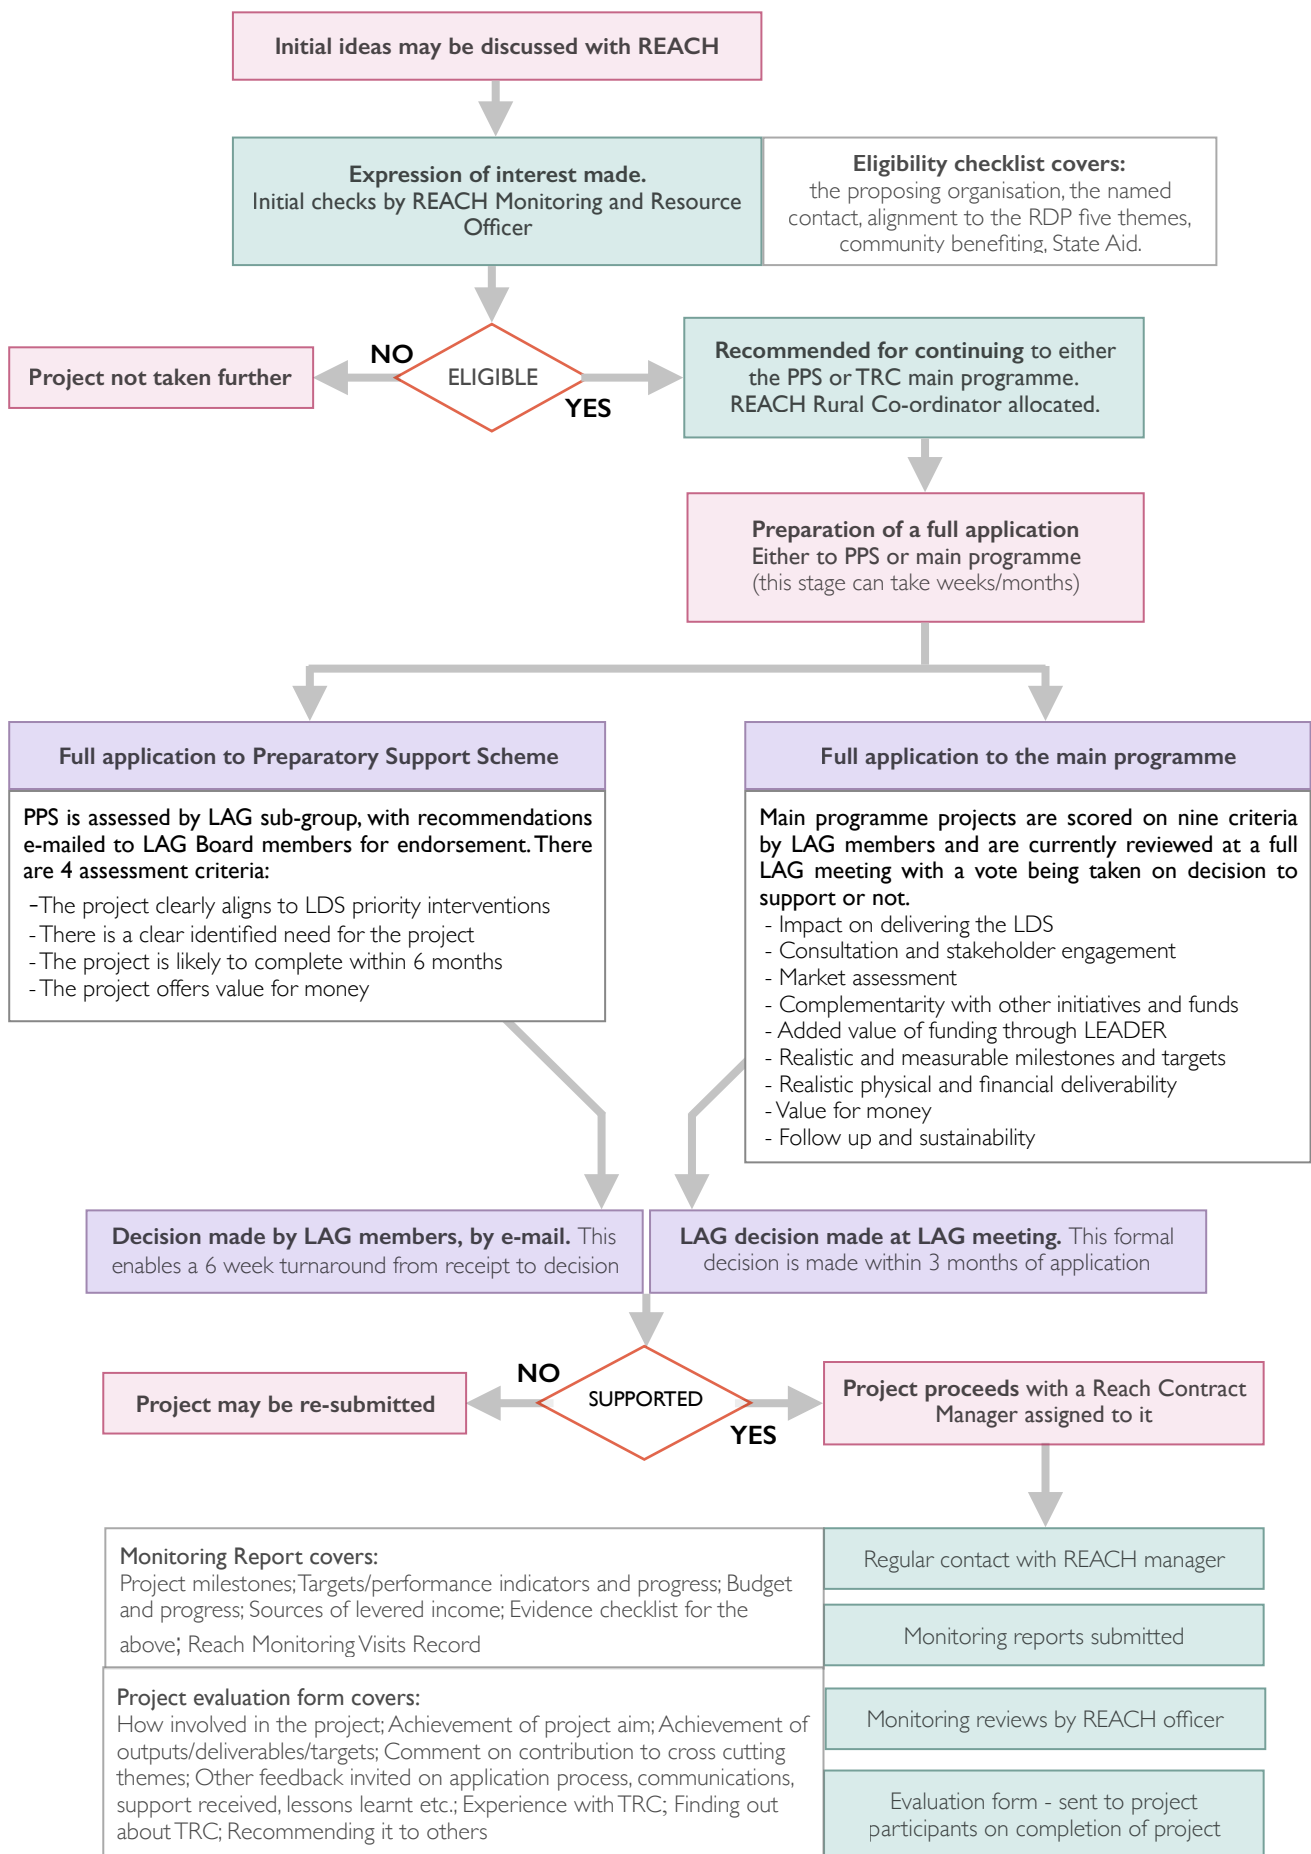 Initial ideas may be discussed with REACH
Expression of interest made.
Initial checks by REACH Monitoring and Resource
Officer
Eligibility checklist covers:
the proposing organisation, the named
contact, alignment to the RDP five themes,
community benefiting, State Aid.
NO
ELIGIBLE
YES
Project not taken further
Recommended for continuing to either
the PPS or TRC main programme.
REACH Rural Co-ordinator allocated.
Preparation of a full application
Either to PPS or main programme
(this stage can take weeks/months)
Full application to Preparatory Support Scheme
PPS is assessed by LAG sub-group, with recommendations
e-mailed to LAG Board members for endorsement. There
are 4 assessment criteria:
-The project clearly aligns to LDS priority interventions
- There is a clear identified need for the project
- The project is likely to complete within 6 months
- The project offers value for money
Full application to the main programme
Main programme projects are scored on nine criteria
by LAG members and are currently reviewed at a full
LAG meeting with a vote being taken on decision to
support or not.
- Impact on delivering the LDS
- Consultation and stakeholder engagement
- Market assessment
- Complementarity with other initiatives and funds
- Added value of funding through LEADER
- Realistic and measurable milestones and targets
- Realistic physical and financial deliverability
- Value for money
- Follow up and sustainability
Decision made by LAG members, by e-mail. This
enables a 6 week turnaround from receipt to decision
LAG decision made at LAG meeting. This formal
decision is made within 3 months of application
NO
SUPPORTED
YES
Project may be re-submitted
Project proceeds with a Reach Contract
Manager assigned to it
Monitoring Report covers:
Project milestones; Targets/performance indicators and progress; Budget
and progress; Sources of levered income; Evidence checklist for the
above; Reach Monitoring Visits Record
Project evaluation form covers:
How involved in the project; Achievement of project aim; Achievement of
outputs/deliverables/targets; Comment on contribution to cross cutting
themes; Other feedback invited on application process, communications,
support received, lessons learnt etc.; Experience with TRC; Finding out
about TRC; Recommending it to others
Regular contact with REACH manager
Monitoring reports submitted
Monitoring reviews by REACH officer
Evaluation form - sent to project
participants on completion of project